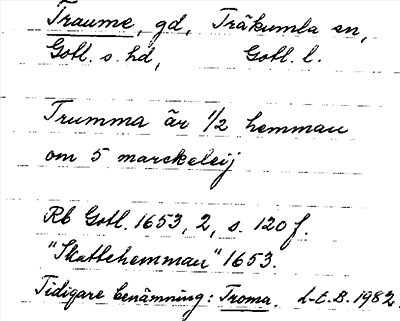 Traume, gd, Träkumla sn,
Gotl. s. hd, Gotl. l.
Trumma är 1/2 hemman
om 5 marckeleij
Rb Gotl. 1653, 2, s. 120 f.
"Skattehemman" 1653.
Tidigare benämning: Troma. L-E.B. 1982.